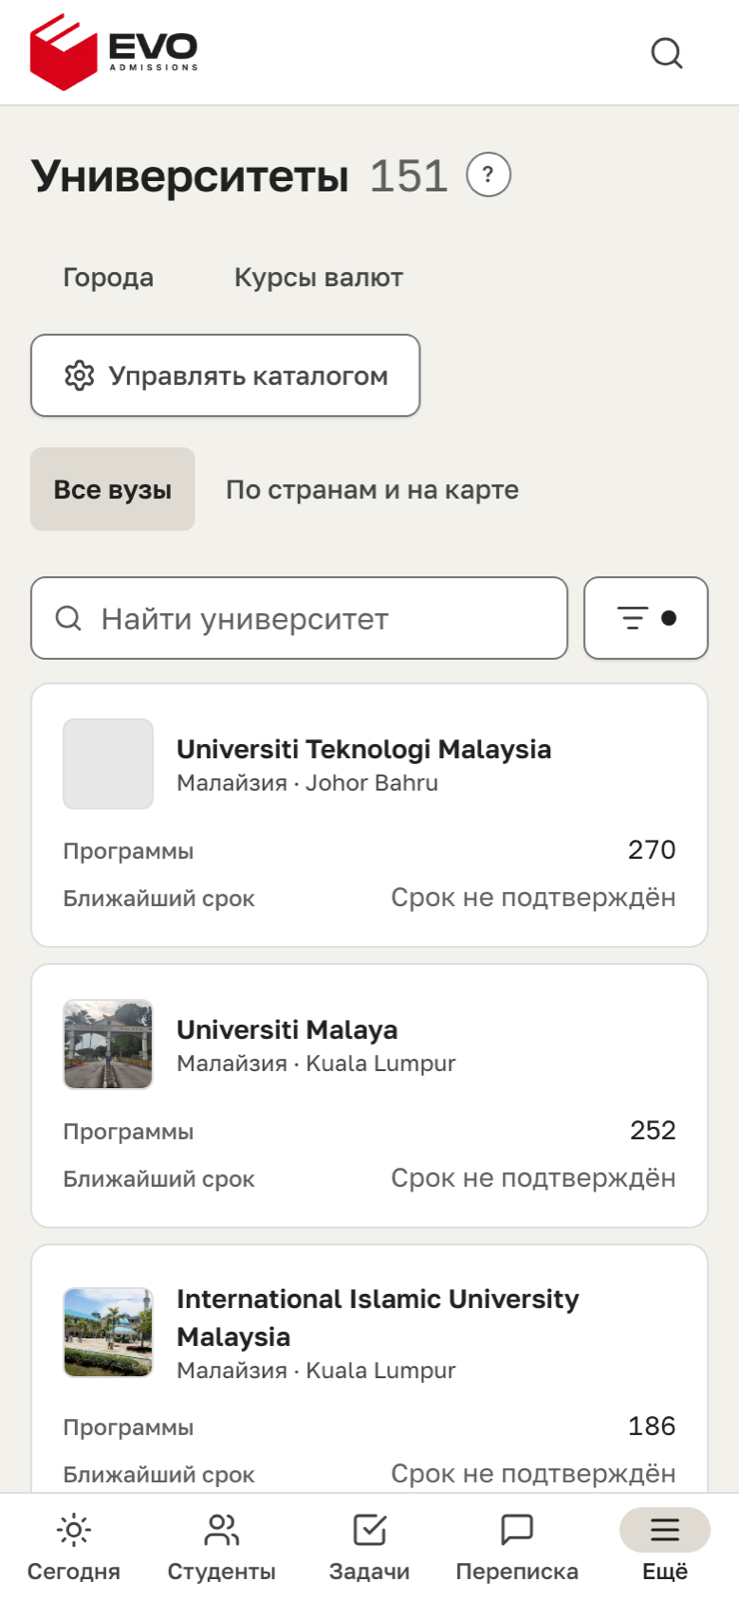 EVO
ADMISSIONS
Университеты 151 ?
Города Курсы валют
Управлять каталогом
Все вузы По странам и на карте
Найти университет
Universiti Teknologi Malaysia
Малайзия · Johor Bahru
Программы 270
Ближайший срок Срок не подтверждён
Universiti Malaya
Малайзия · Kuala Lumpur
Программы 252
Ближайший срок Срок не подтверждён
International Islamic University
Malaysia
Малайзия · Kuala Lumpur
Программы 186
Ближайший срок Срок не подтверждён
Сегодня Студенты Задачи Переписка Ещё